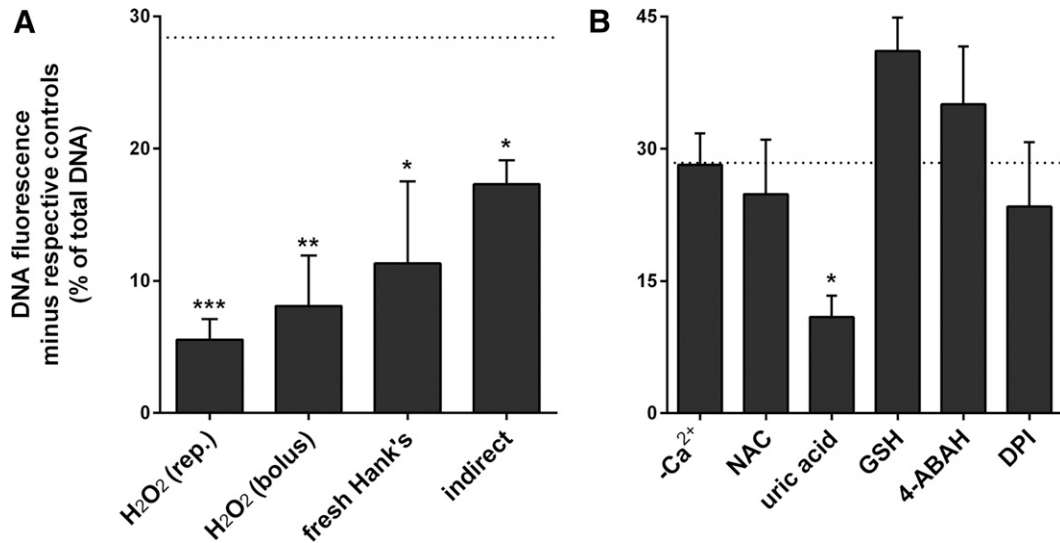 A
DNA fluorescence
minus respective controls
(% of total DNA)
30
20
10
0
***
**
*
*
H₂O₂ (rep.)
H₂O₂ (bolus)
fresh Hank's
indirect
B
45
30
15
0
*
-Ca²⁺
NAC
uric acid
GSH
4-ABAH
DPI